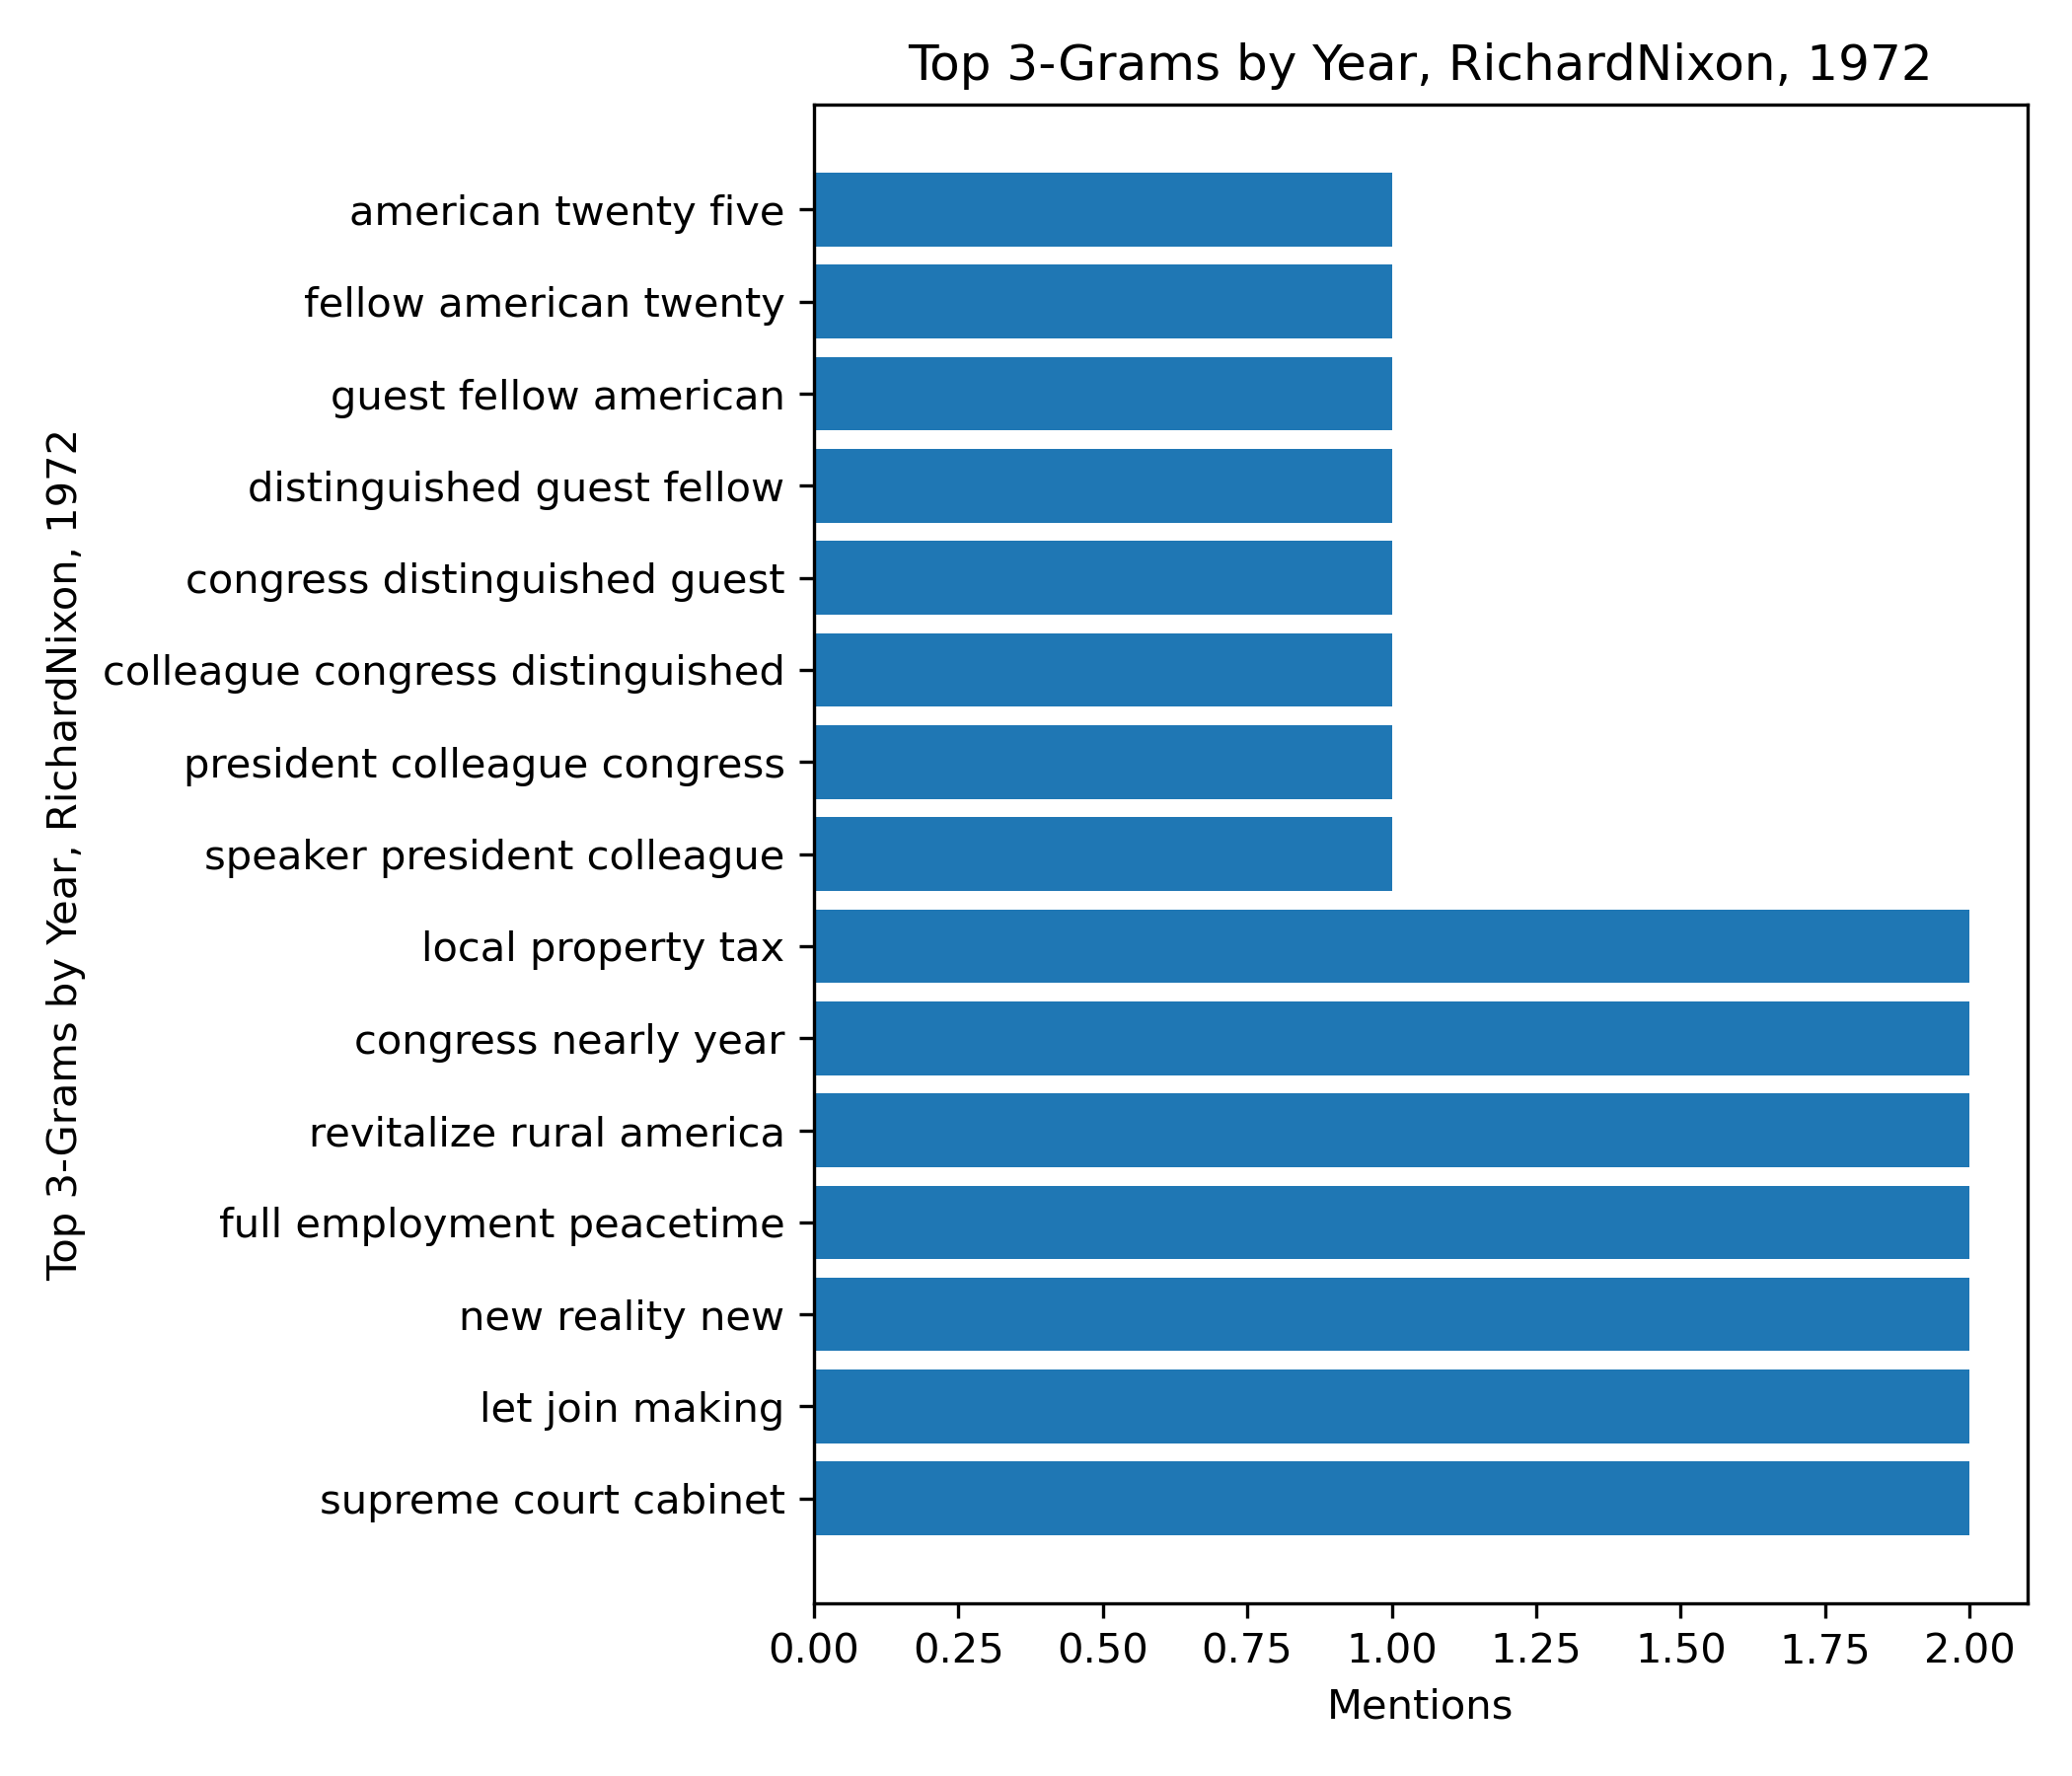 Top 3-Grams by Year, RichardNixon, 1972
Top 3-Grams by Year, RichardNixon, 1972
american twenty five
fellow american twenty
guest fellow american
distinguished guest fellow
congress distinguished guest
colleague congress distinguished
president colleague congress
speaker president colleague
local property tax
congress nearly year
revitalize rural america
full employment peacetime
new reality new
let join making
supreme court cabinet
0.00 0.25 0.50 0.75 1.00 1.25 1.50 1.75 2.00
Mentions